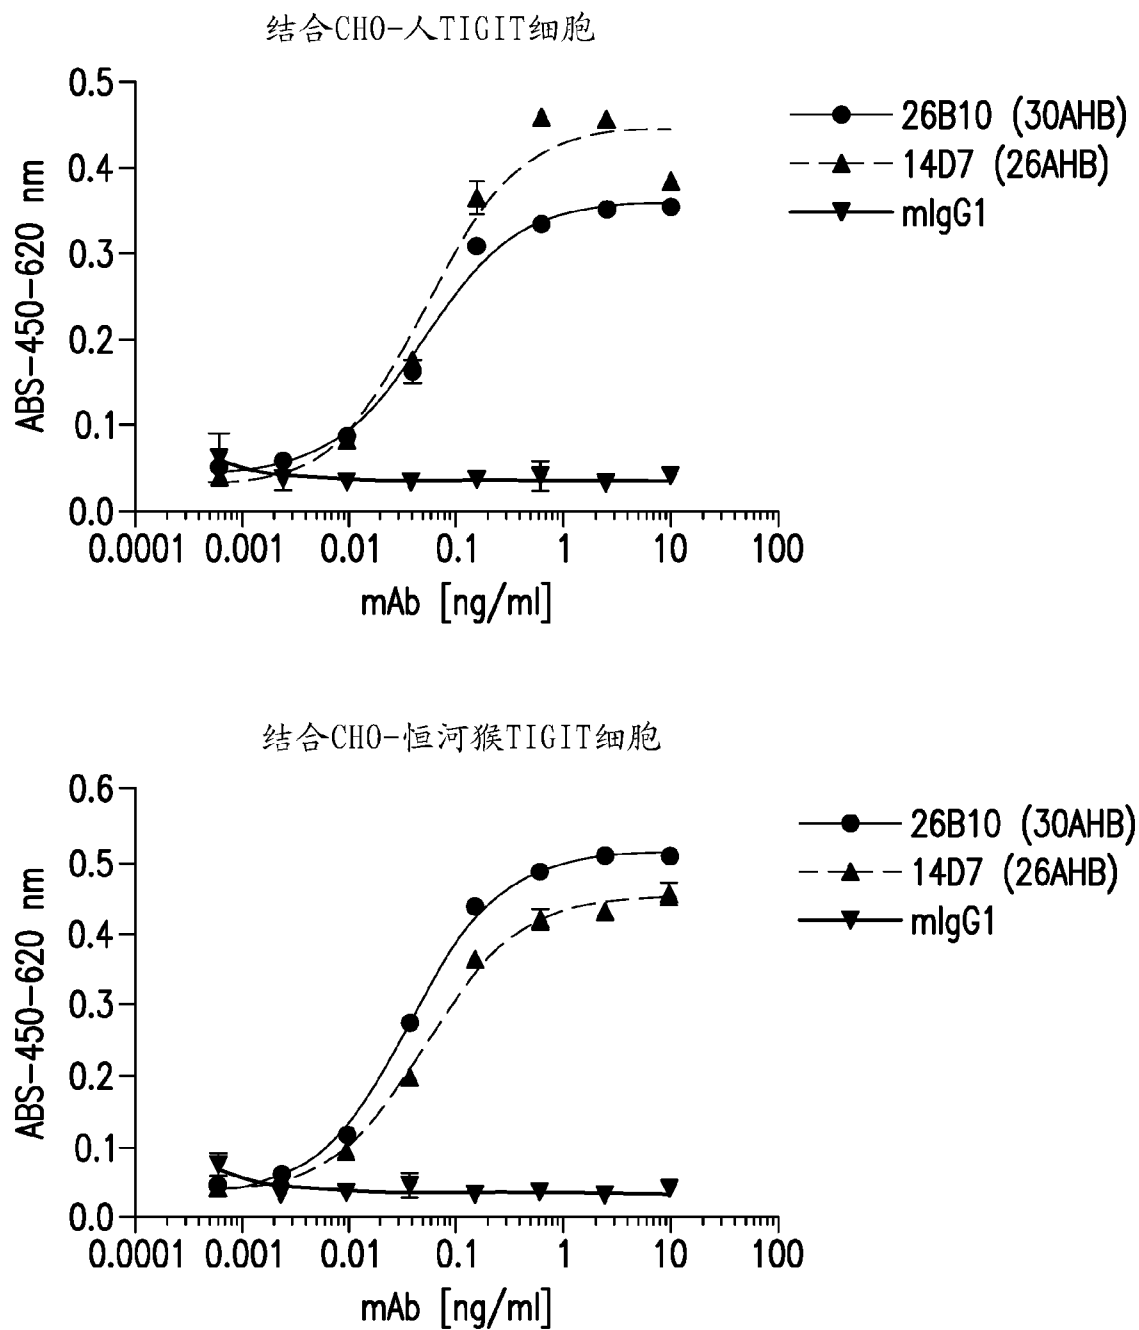 结合CHO-人TIGIT细胞
ABS-450-620 nm
0.5
0.4
0.3
0.2
0.1
0.0
0.0001 0.001 0.01 0.1 1 10 100
mAb [ng/ml]
26B10 (30AHB)
14D7 (26AHB)
mIgG1
结合CHO-恒河猴TIGIT细胞
ABS-450-620 nm
0.6
0.5
0.4
0.3
0.2
0.1
0.0
0.0001 0.001 0.01 0.1 1 10 100
mAb [ng/ml]
26B10 (30AHB)
14D7 (26AHB)
mIgG1